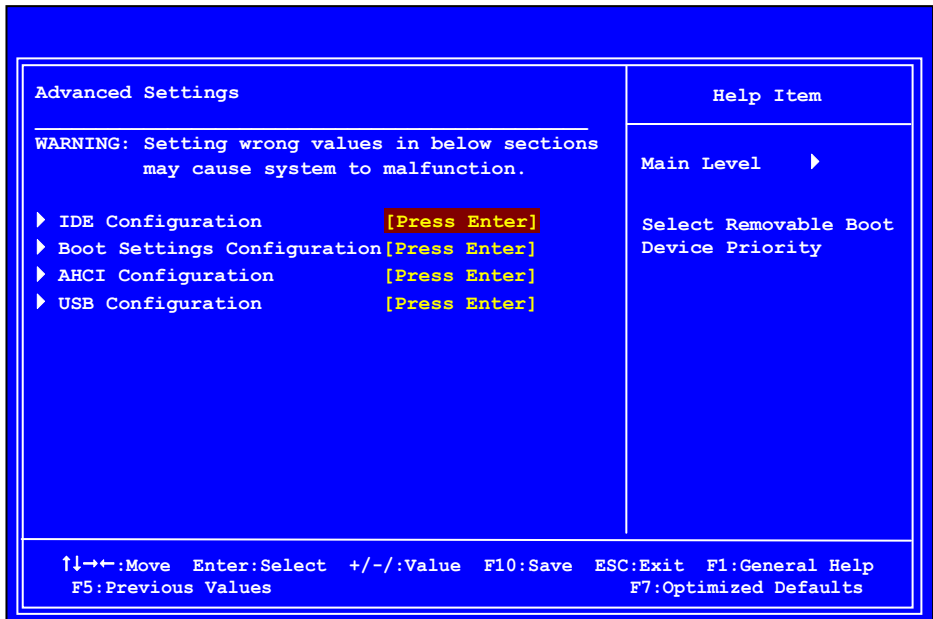 Advanced Settings
WARNING: Setting wrong values in below sections
may cause system to malfunction.
IDE Configuration [Press Enter]
Boot Settings Configuration[Press Enter]
AHCI Configuration [Press Enter]
USB Configuration [Press Enter]
Help Item
Main Level
Select Removable Boot
Device Priority
↑↓→←:Move Enter:Select +/-/:Value F10:Save ESC:Exit F1:General Help
F5:Previous Values F7:Optimized Defaults